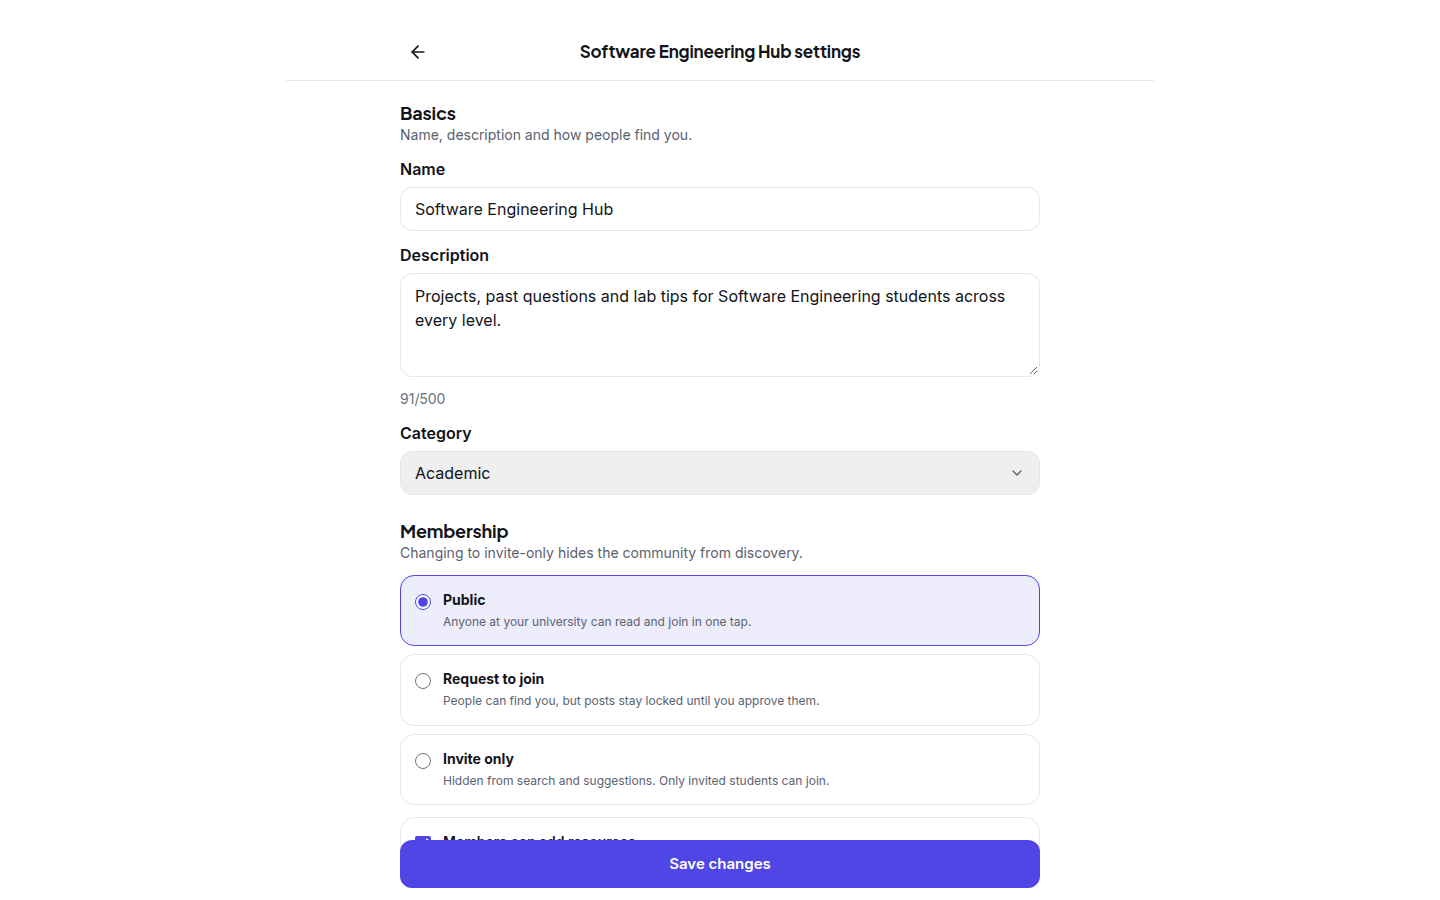 Software Engineering Hub settings
Basics
Name, description and how people find you.
Name
Software Engineering Hub
Description
Projects, past questions and lab tips for Software Engineering students across
every level.
91/500
Category
Academic
Membership
Changing to invite-only hides the community from discovery.
Public
Anyone at your university can read and join in one tap.
Request to join
People can find you, but posts stay locked until you approve them.
Invite only
Hidden from search and suggestions. Only invited students can join.
Members can add resources
Save changes